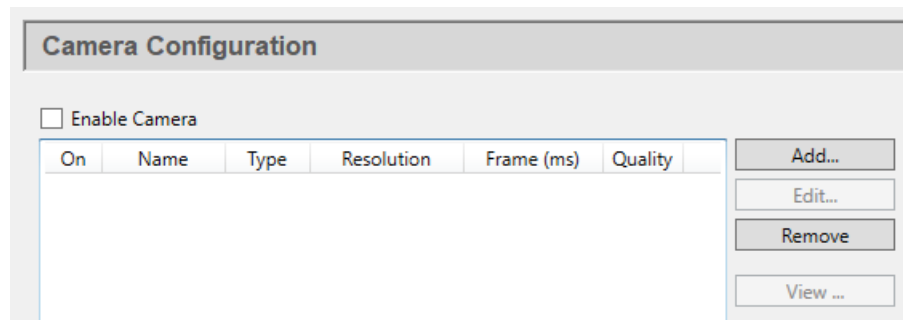 Camera Configuration
Enable Camera
On Name Type Resolution Frame (ms) Quality
Add...
Edit...
Remove
View ...